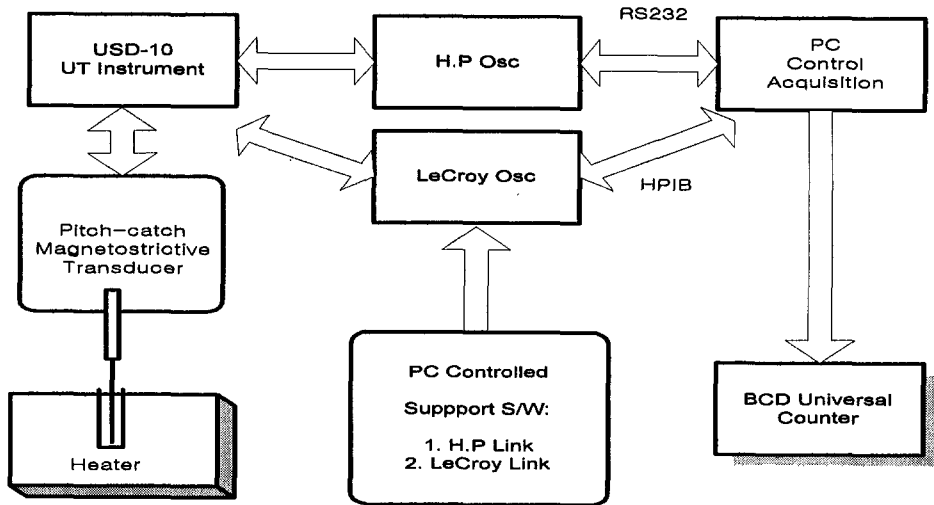 RS232
USD-10
UT Instrument
H.P Osc
PC
Control
Acquisition
LeCroy Osc
HPIB
Pitch-catch
Magnetostrictive
Transducer
PC Controlled
Suppport S/W:
1. H.P Link
2. LeCroy Link
BCD Universal
Counter
Heater